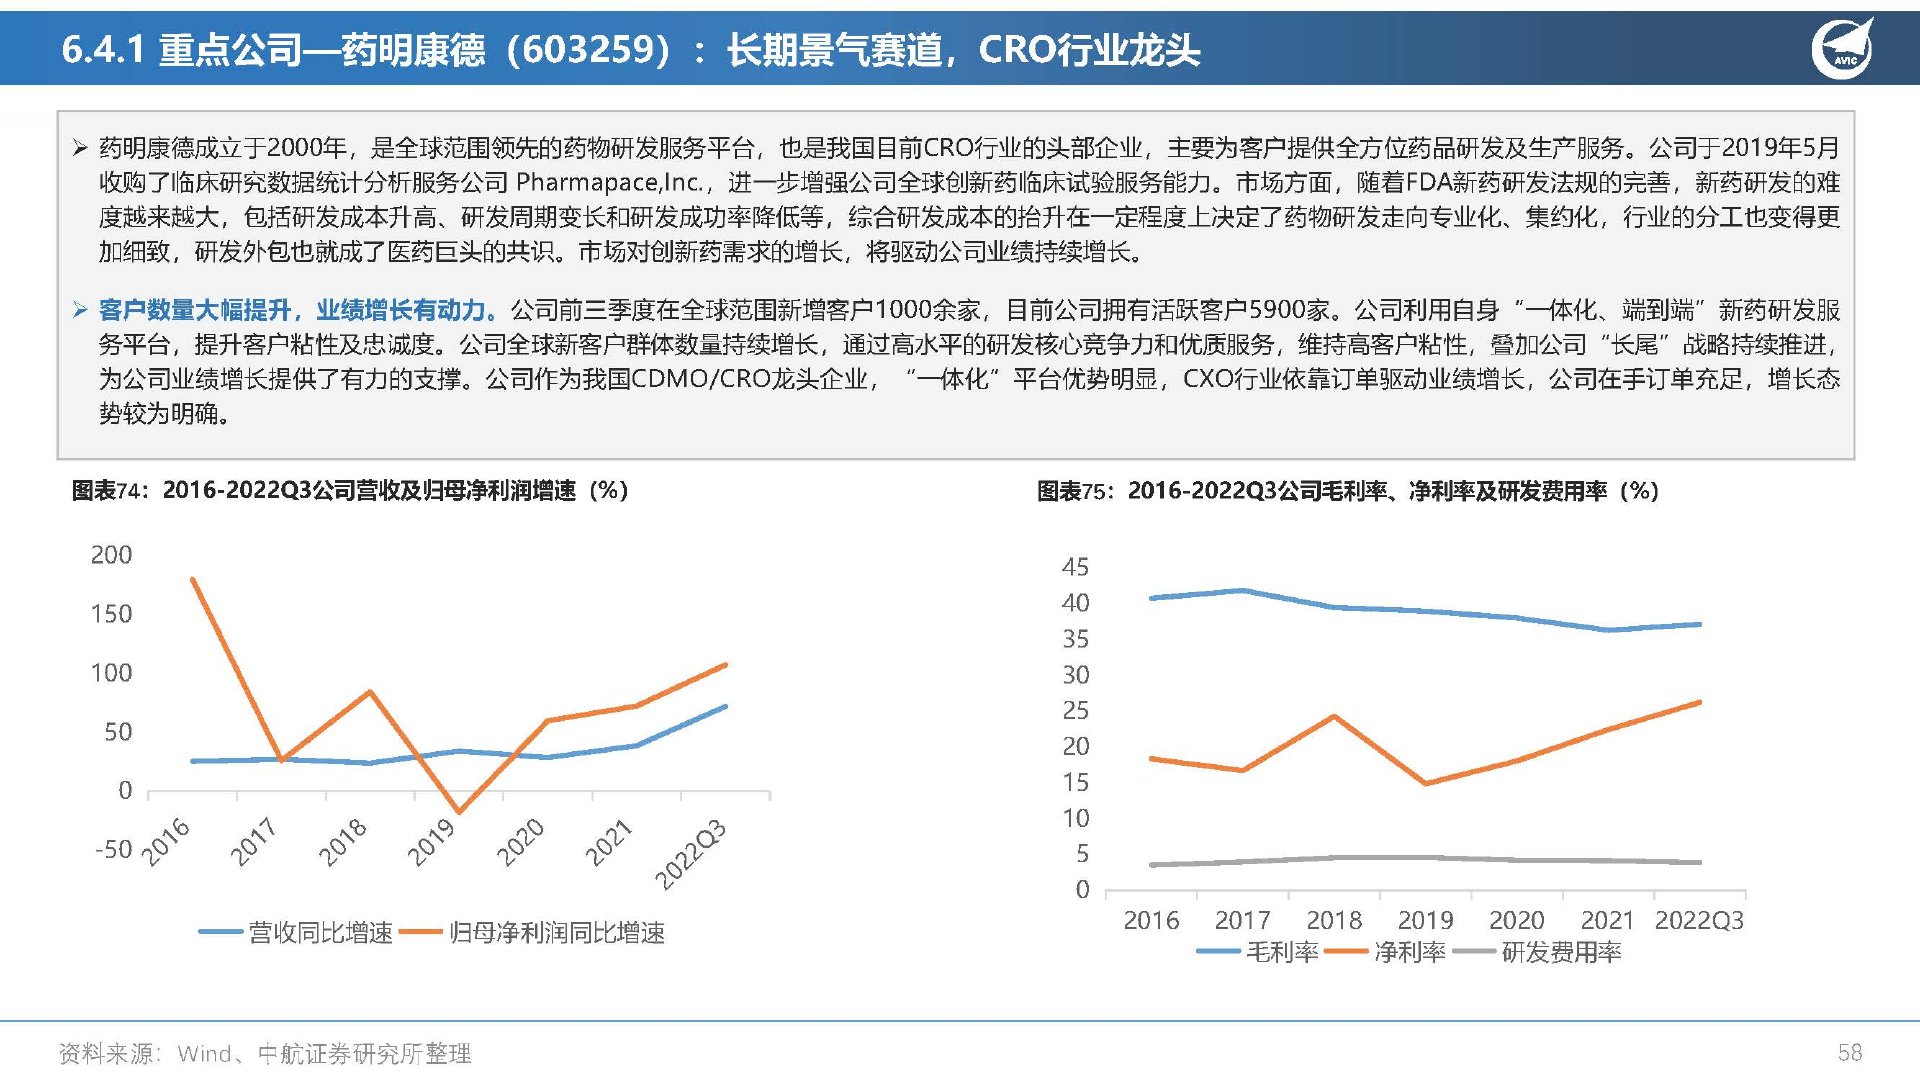 6.4.1 重点公司—药明康德（603259）：长期景气赛道，CRO行业龙头
AVIC
➢ 药明康德成立于2000年，是全球范围领先的药物研发服务平台，也是我国目前CRO行业的头部企业，主要为客户提供全方位药品研发及生产服务。公司于2019年5月
收购了临床研究数据统计分析服务公司 Pharmapace,Inc.，进一步增强公司全球创新药临床试验服务能力。市场方面，随着FDA新药研发法规的完善，新药研发的难
度越来越大，包括研发成本升高、研发周期变长和研发成功率降低等，综合研发成本的抬升在一定程度上决定了药物研发走向专业化、集约化，行业的分工也变得更
加细致，研发外包也就成了医药巨头的共识。市场对创新药需求的增长，将驱动公司业绩持续增长。
➢ 客户数量大幅提升，业绩增长有动力。公司前三季度在全球范围新增客户1000余家，目前公司拥有活跃客户5900家。公司利用自身“一体化、端到端”新药研发服
务平台，提升客户粘性及忠诚度。公司全球新客户群体数量持续增长，通过高水平的研发核心竞争力和优质服务，维持高客户粘性，叠加公司“长尾”战略持续推进，
为公司业绩增长提供了有力的支撑。公司作为我国CDMO/CRO龙头企业，“一体化”平台优势明显，CXO行业依靠订单驱动业绩增长，公司在手订单充足，增长态
势较为明确。
图表74：2016-2022Q3公司营收及归母净利润增速（%）
200
150
100
50
0
-50
2016 2017 2018 2019 2020 2021 2022Q3
营收同比增速 归母净利润同比增速
图表75：2016-2022Q3公司毛利率、净利率及研发费用率（%）
45
40
35
30
25
20
15
10
5
0
2016 2017 2018 2019 2020 2021 2022Q3
毛利率 净利率 研发费用率
资料来源：Wind、中航证券研究所整理
58